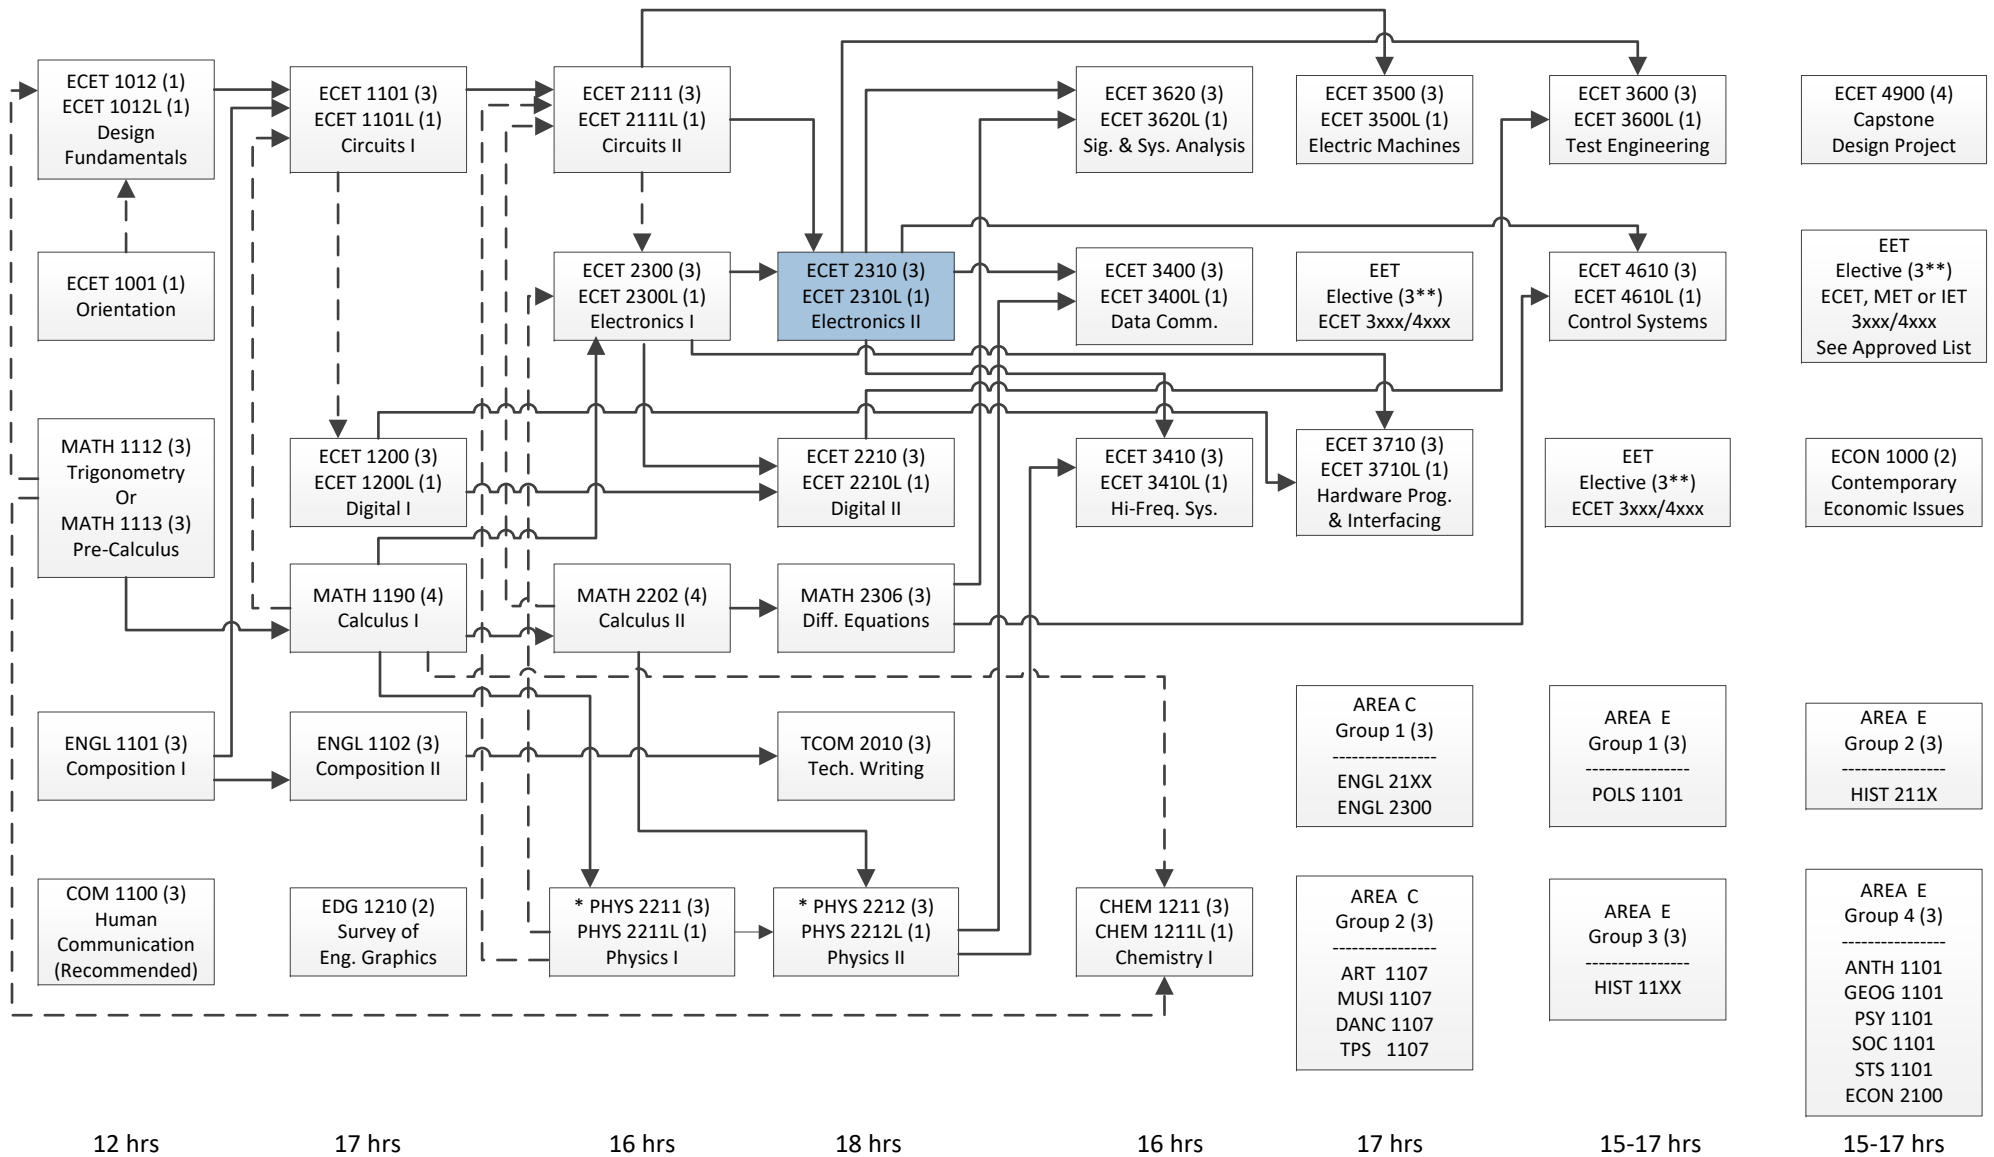 ECET 1012 (1)
ECET 1012L (1)
Design
Fundamentals
ECET 1001 (1)
Orientation
MATH 1112 (3)
Trigonometry
Or
MATH 1113 (3)
Pre-Calculus
ENGL 1101 (3)
Composition I
COM 1100 (3)
Human
Communication
(Recommended)
12 hrs
ECET 1101 (3)
ECET 1101L (1)
Circuits I
ECET 1200 (3)
ECET 1200L (1)
Digital I
MATH 1190 (4)
Calculus I
ENGL 1102 (3)
Composition II
EDG 1210 (2)
Survey of
Eng. Graphics
17 hrs
ECET 2111 (3)
ECET 2111L (1)
Circuits II
ECET 2300 (3)
ECET 2300L (1)
Electronics I
MATH 2202 (4)
Calculus II
* PHYS 2211 (3)
PHYS 2211L (1)
Physics I
16 hrs
ECET 2310 (3)
ECET 2310L (1)
Electronics II
ECET 2210 (3)
ECET 2210L (1)
Digital II
MATH 2306 (3)
Diff. Equations
TCOM 2010 (3)
Tech. Writing
* PHYS 2212 (3)
PHYS 2212L (1)
Physics II
18 hrs
ECET 3620 (3)
ECET 3620L (1)
Sig. & Sys. Analysis
ECET 3400 (3)
ECET 3400L (1)
Data Comm.
ECET 3410 (3)
ECET 3410L (1)
Hi-Freq. Sys.
CHEM 1211 (3)
CHEM 1211L (1)
Chemistry I
16 hrs
ECET 3500 (3)
ECET 3500L (1)
Electric Machines
EET
Elective (3**)
ECET 3xxx/4xxx
ECET 3710 (3)
ECET 3710L (1)
Hardware Prog.
& Interfacing
AREA C
Group 1 (3)
----------------
ENGL 21XX
ENGL 2300
AREA C
Group 2 (3)
----------------
ART 1107
MUSI 1107
DANC 1107
TPS 1107
17 hrs
ECET 3600 (3)
ECET 3600L (1)
Test Engineering
ECET 4610 (3)
ECET 4610L (1)
Control Systems
EET
Elective (3**)
ECET 3xxx/4xxx
AREA E
Group 1 (3)
----------------
POLS 1101
AREA E
Group 3 (3)
----------------
HIST 11XX
15-17 hrs
ECET 4900 (4)
Capstone
Design Project
EET
Elective (3**)
ECET, MET or IET
3xxx/4xxx
See Approved List
ECON 1000 (2)
Contemporary
Economic Issues
AREA E
Group 2 (3)
----------------
HIST 211X
AREA E
Group 4 (3)
----------------
ANTH 1101
GEOG 1101
PSY 1101
SOC 1101
STS 1101
ECON 2100
15-17 hrs